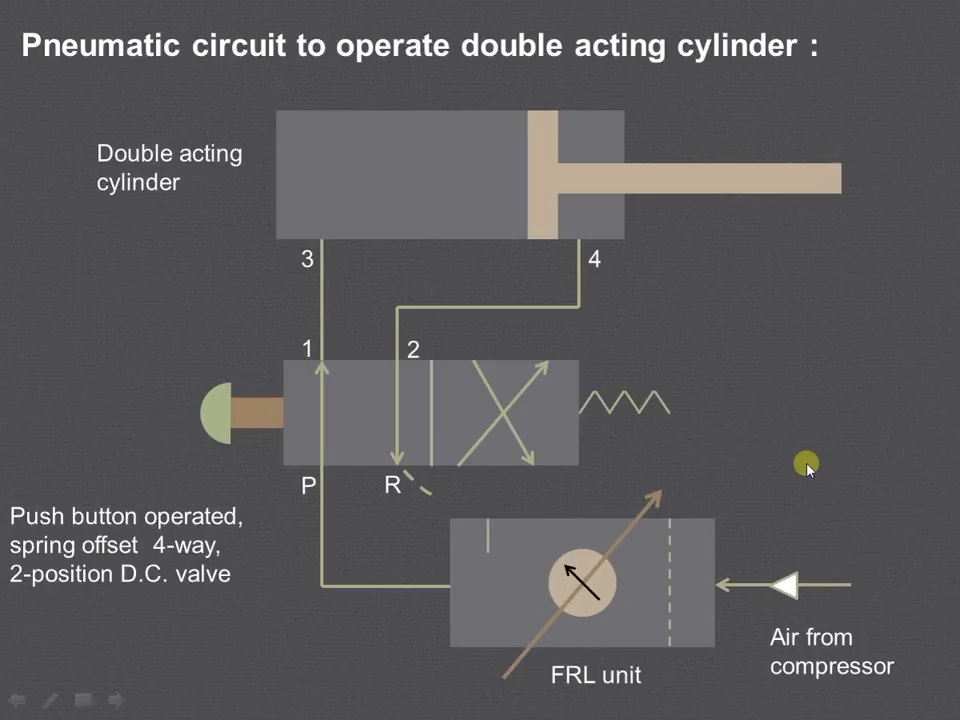 Pneumatic circuit to operate double acting cylinder :
Double acting
cylinder
3
4
1
2
P
R
Push button operated,
spring offset 4-way,
2-position D.C. valve
Air from
compressor
FRL unit